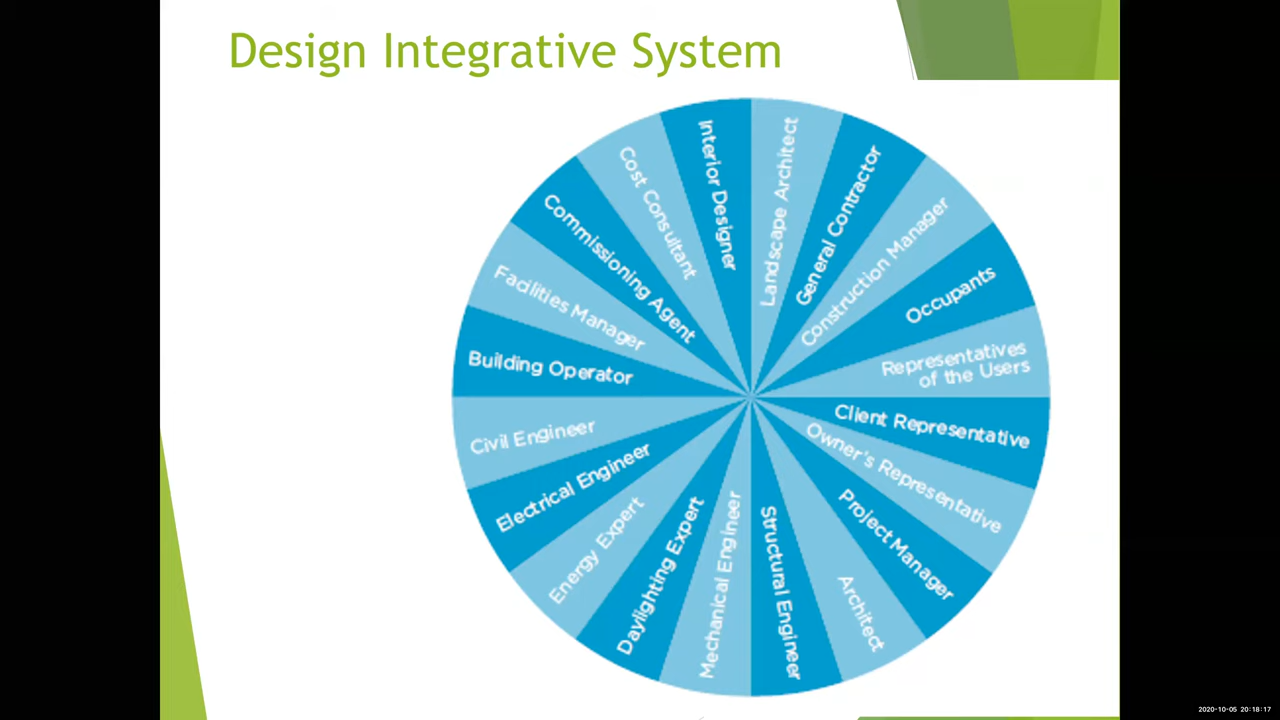 Design Integrative System
Landscape Architect
General Contractor
Construction Manager
Occupants
Representatives
of the Users
Client Representative
Owner's Representative
Project Manager
Architect
Structural Engineer
Mechanical Engineer
Daylighting Expert
Energy Expert
Electrical Engineer
Civil Engineer
Building Operator
Facilities Manager
Commissioning Agent
Cost Consultant
Interior Designer
2020-10-05 20:18:17